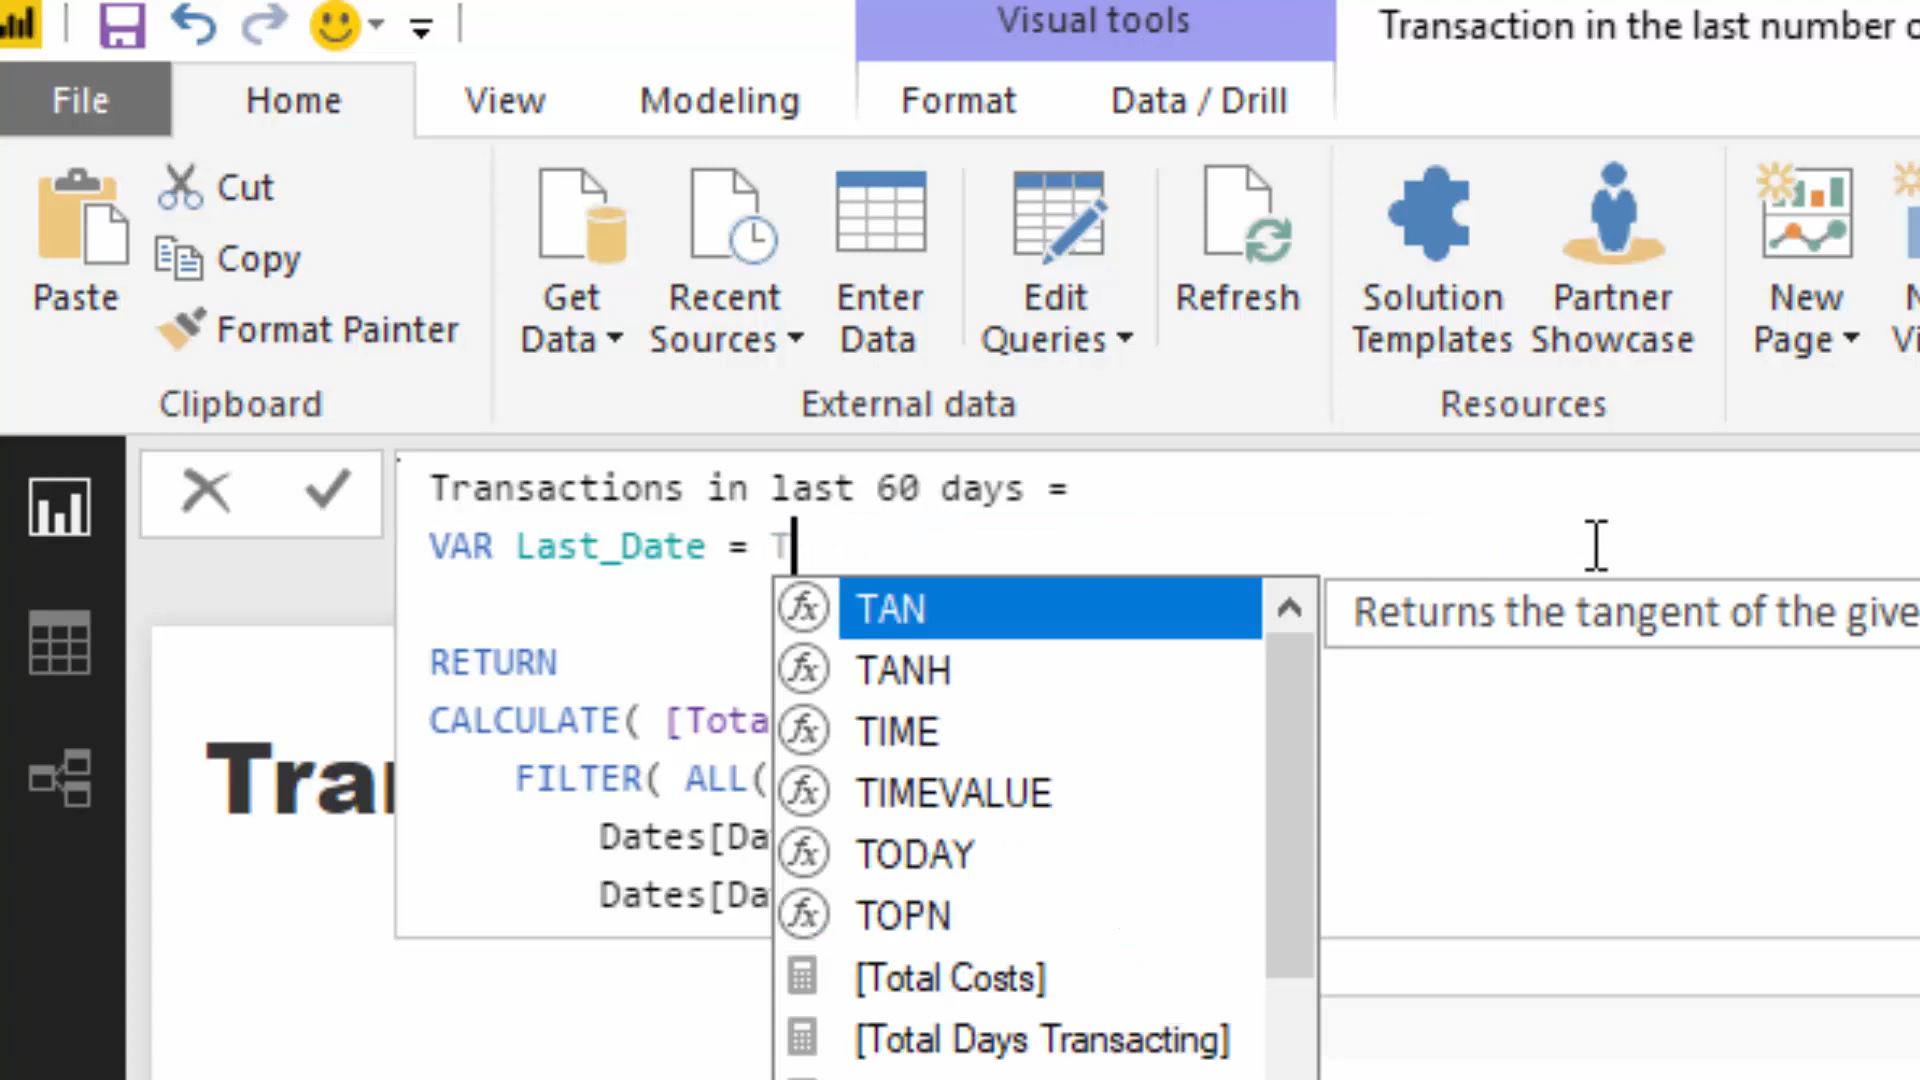 Visual tools
Transaction in the last number
File Home View Modeling Format Data / Drill
Paste
Cut
Copy
Format Painter
Clipboard
Get Data
Recent Sources
Enter Data
Edit Queries
Refresh
External data
Solution Templates
Partner Showcase
Resources
New Page
Transactions in last 60 days =
VAR Last_Date = T
RETURN
CALCULATE( [Tota
FILTER( ALL(
Dates[Da
Dates[Da
TAN
TANH
TIME
TIMEVALUE
TODAY
TOPN
[Total Costs]
[Total Days Transacting]
Returns the tangent of the give
Tra